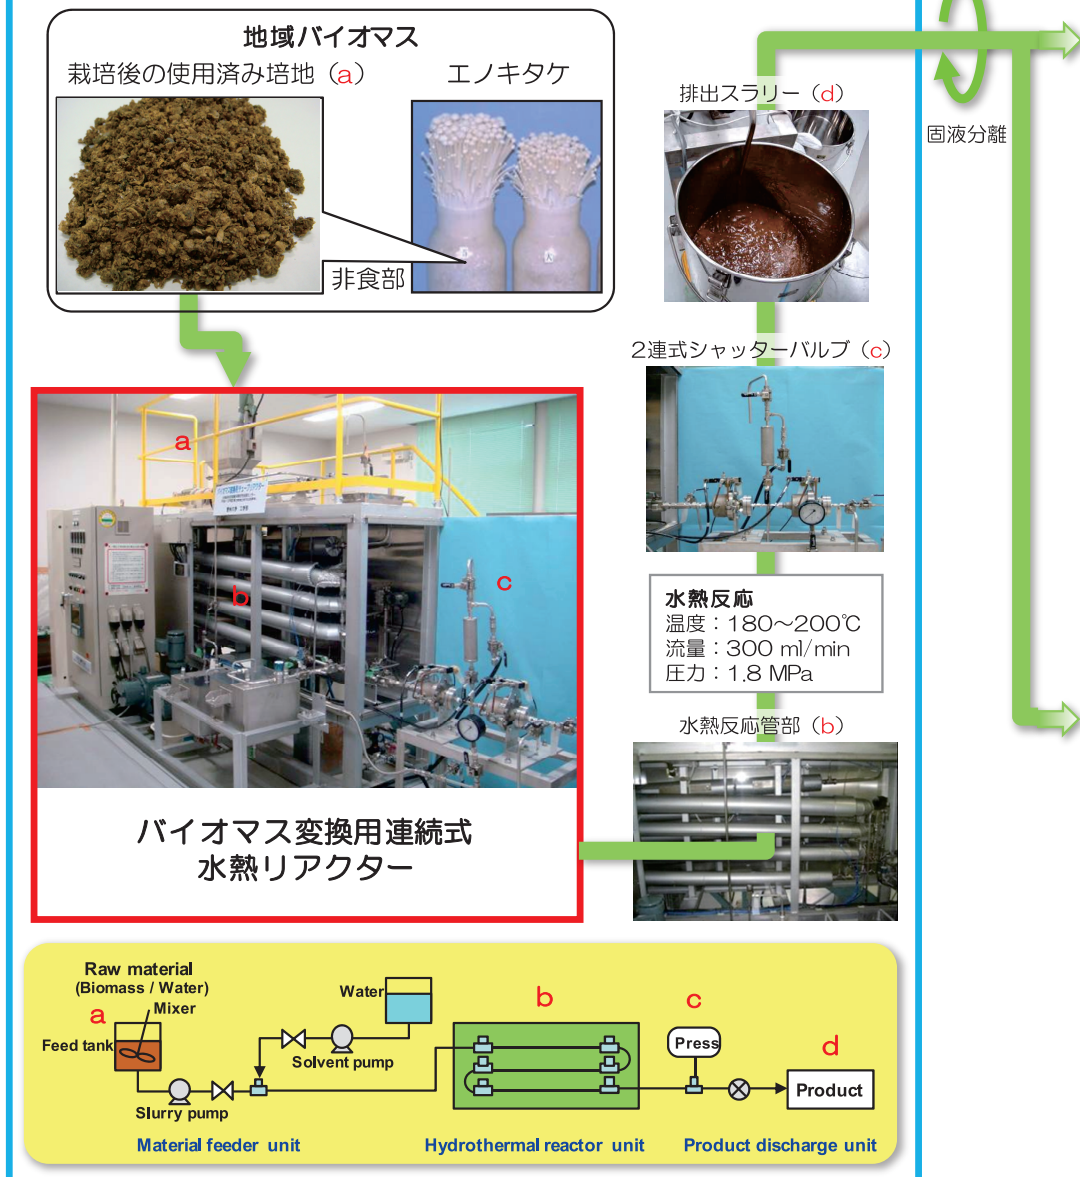 地域バイオマス
栽培後の使用済み培地（a）
エノキタケ
非食部
排出スラリー（d）
固液分離
2連式シャッターバルブ（c）
a
b
c
水熱反応
温度：180～200℃
流量：300 ml/min
圧力：1.8 MPa
水熱反応管部（b）
バイオマス変換用連続式
水熱リアクター
Raw material
(Biomass / Water)
a
Mixer
Feed tank
Slurry pump
Water
Solvent pump
b
c
Press
d
Product
Material feeder unit
Hydrothermal reactor unit
Product discharge unit